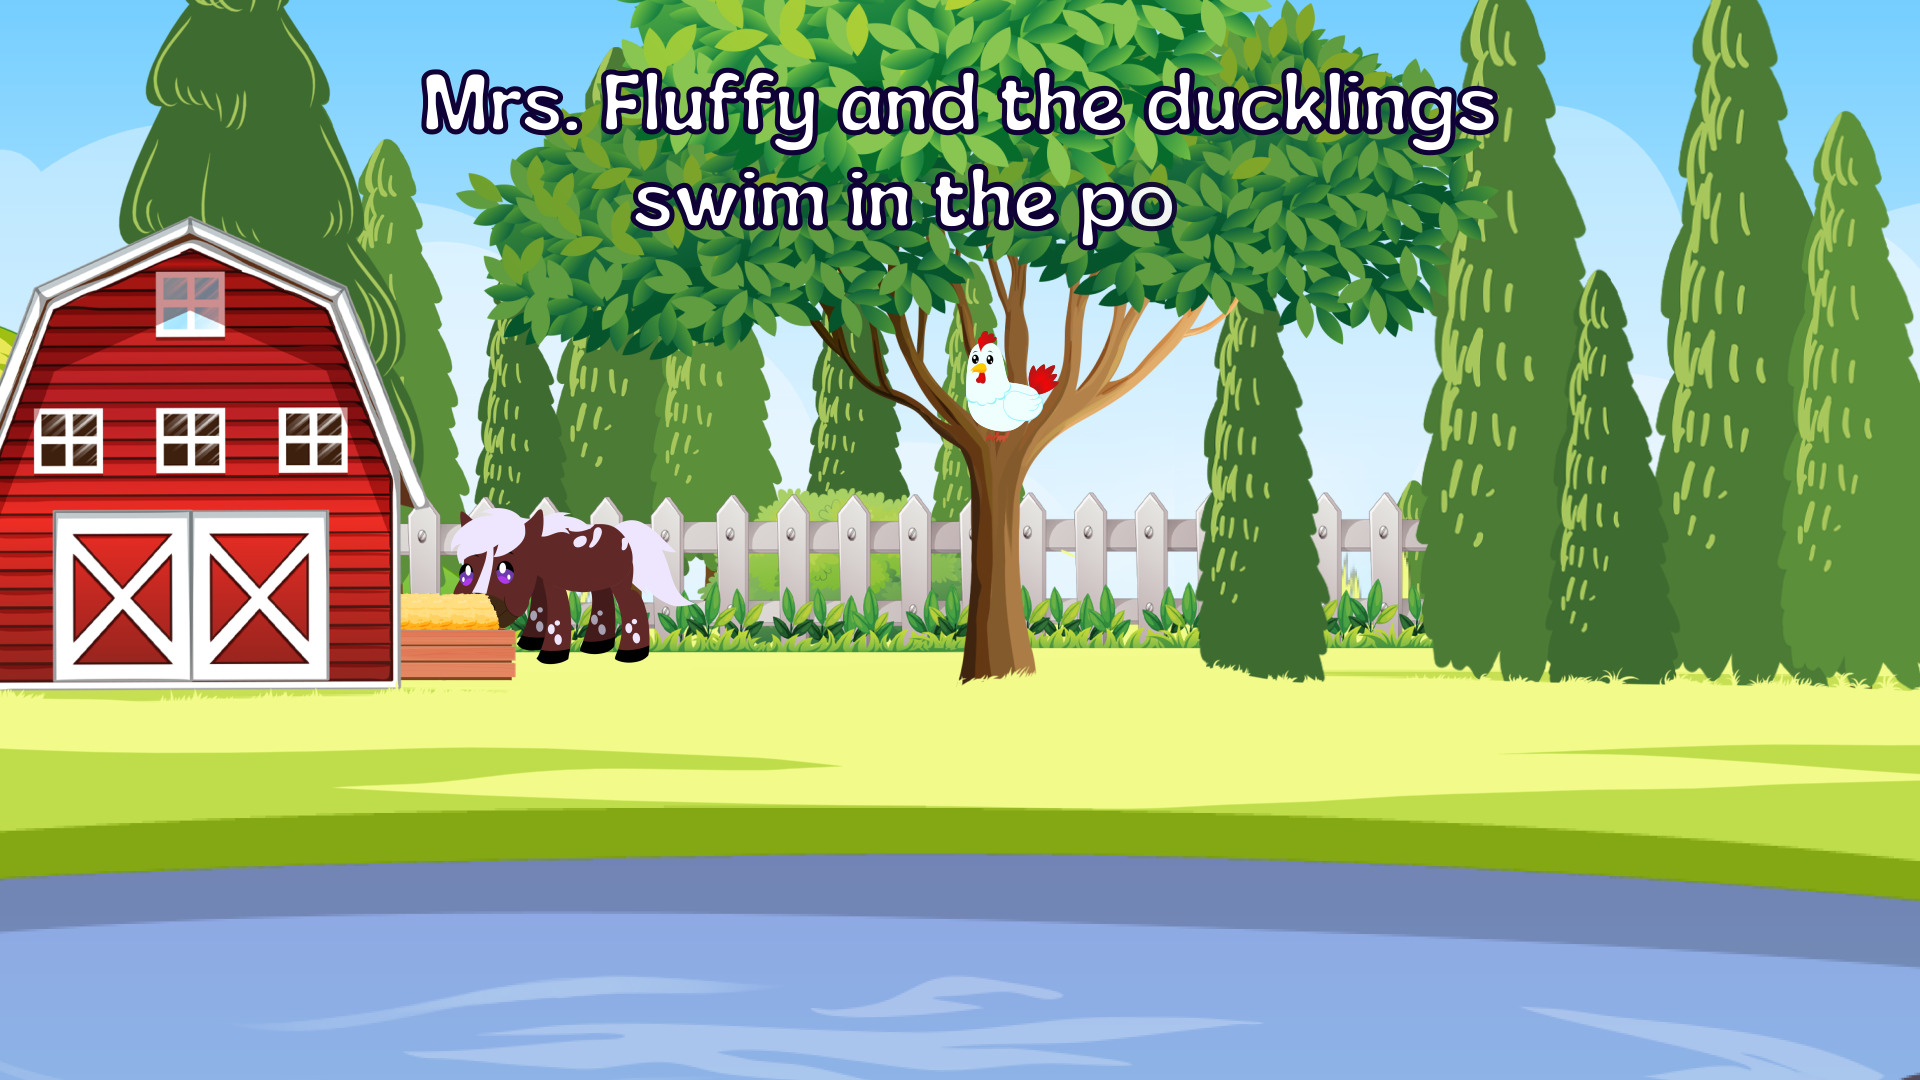 Mrs. Fluffy and the ducklings
swim in the po